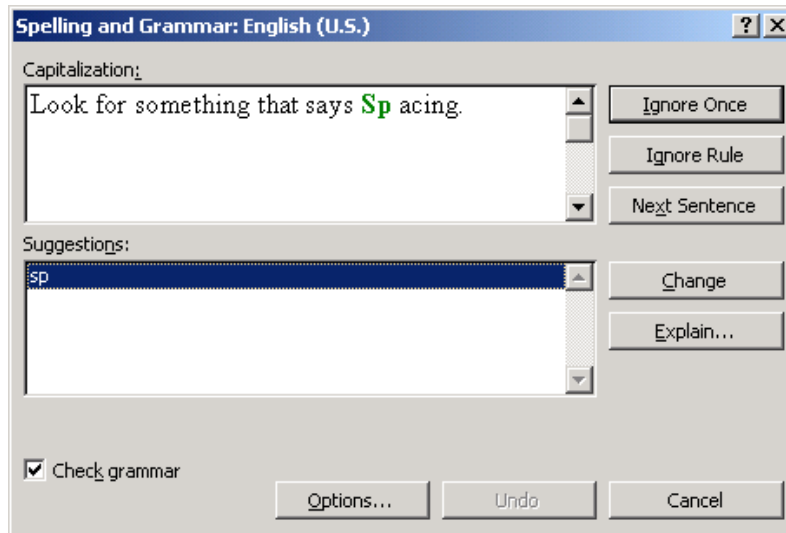 Spelling and Grammar: English (U.S.)
Capitalization:
Look for something that says Sp acing.
Ignore Once
Ignore Rule
Next Sentence
Suggestions:
sp
Change
Explain...
Check grammar
Options...
Undo
Cancel